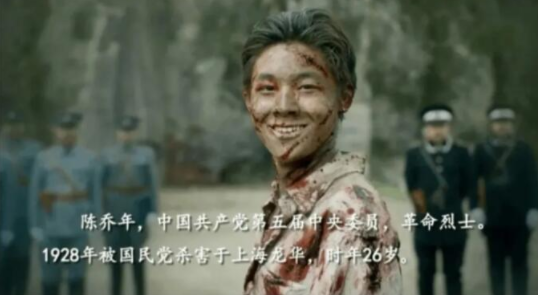 陈乔年，中国共产党第五届中央委员，革命烈士。
1928年被国民党杀害于上海龙华，时年26岁。